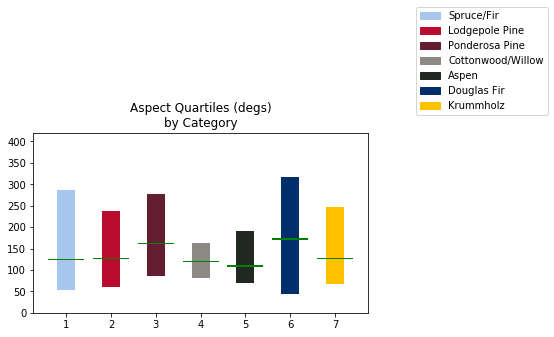 Spruce/Fir
Lodgepole Pine
Ponderosa Pine
Cottonwood/Willow
Aspen
Douglas Fir
Krummholz
Aspect Quartiles (degs)
by Category
400
350
300
250
200
150
100
50
0
1 2 3 4 5 6 7